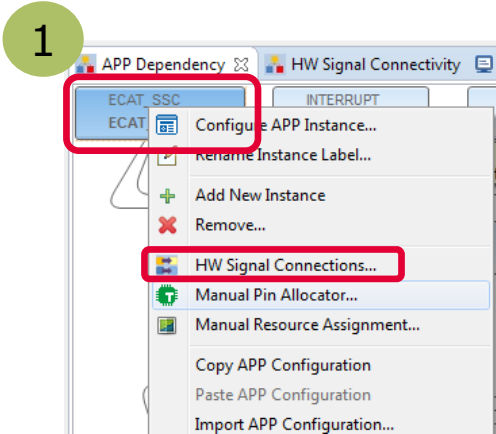 1
APP Dependency HW Signal Connectivity
ECAT_SSC INTERRUPT
ECAT_
Configure APP Instance...
Rename Instance Label...
Add New Instance
Remove...
HW Signal Connections...
Manual Pin Allocator...
Manual Resource Assignment...
Copy APP Configuration
Paste APP Configuration
Import APP Configuration...